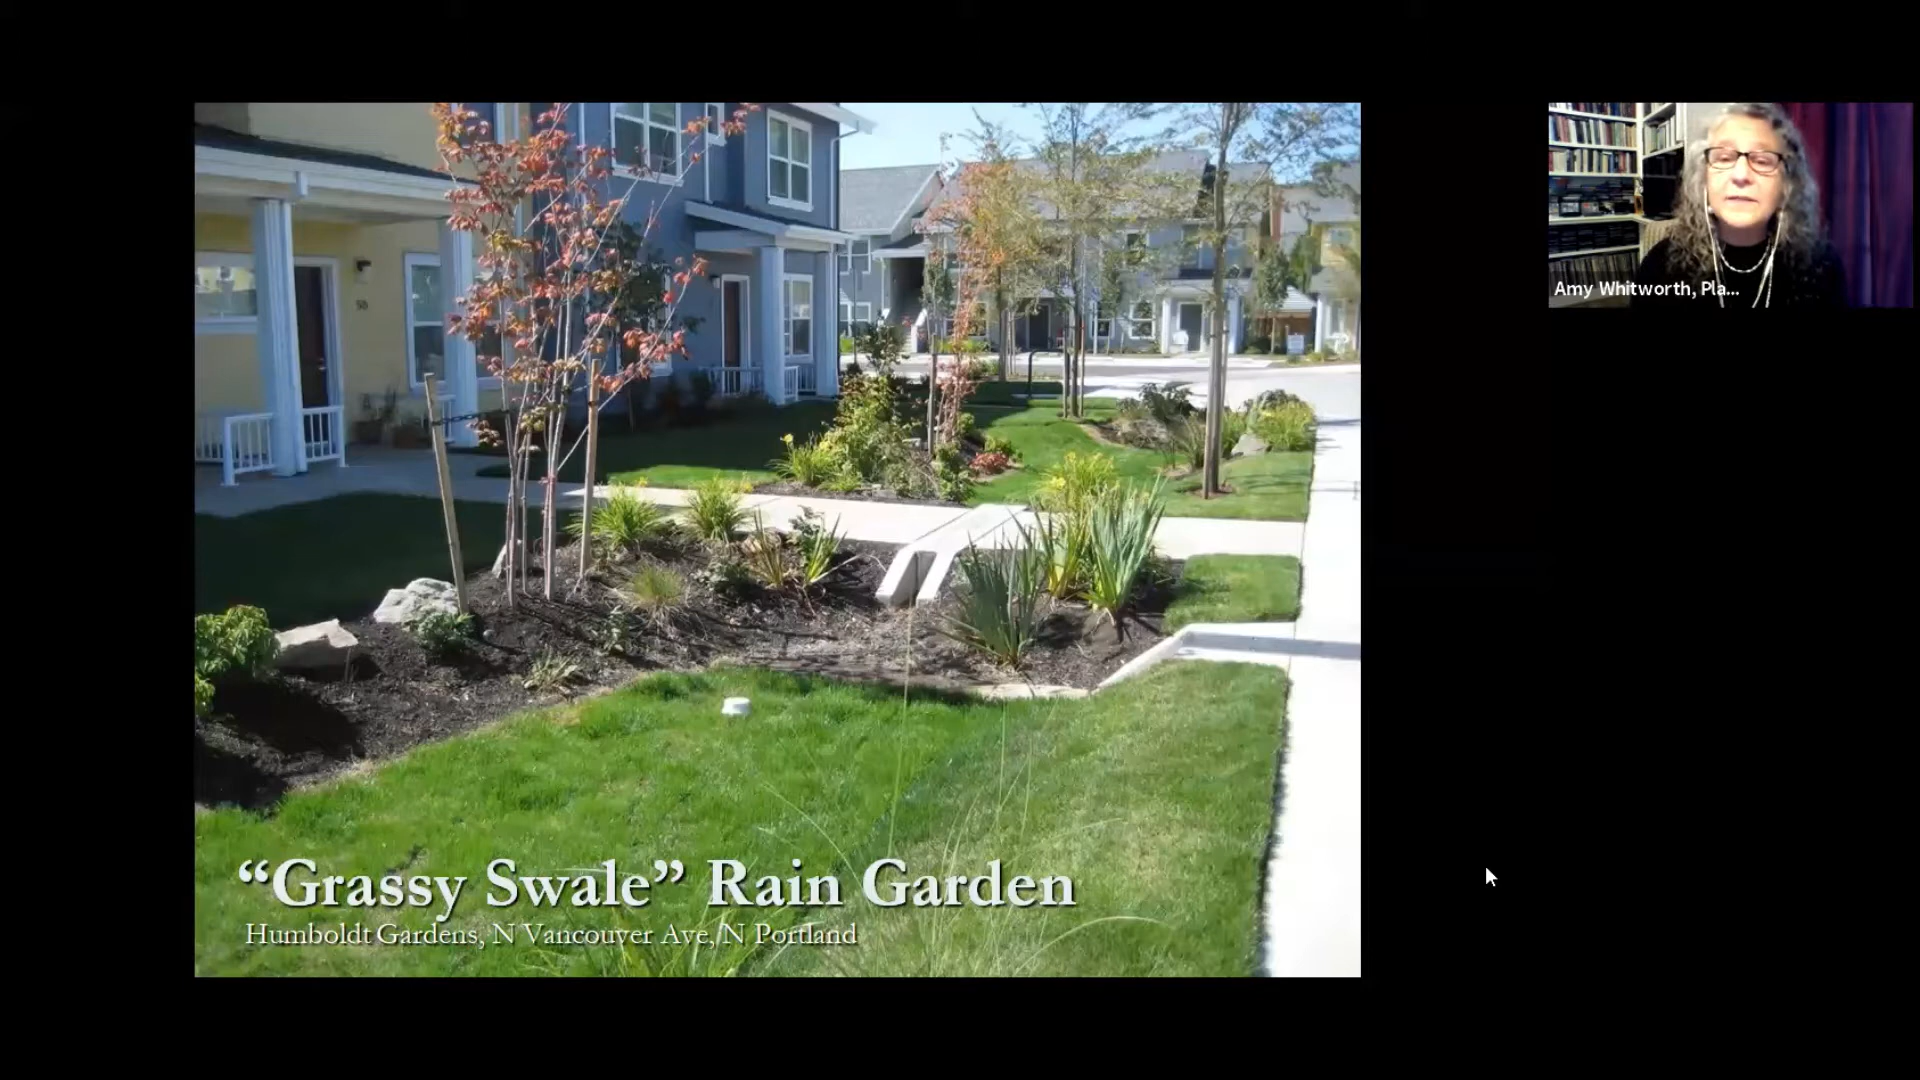 Amy Whitworth, Pla...
“Grassy Swale” Rain Garden
Humboldt Gardens, N Vancouver Ave, N Portland